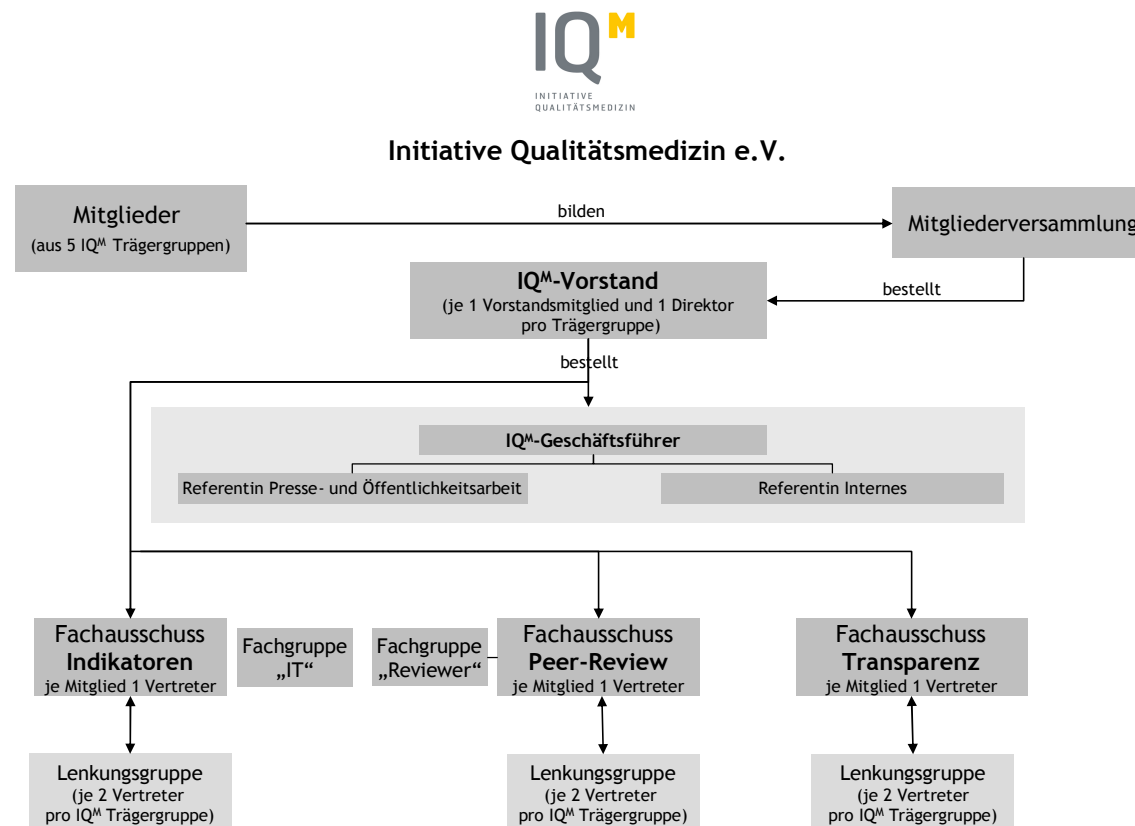 IQᴹ
INITIATIVE
QUALITÄTSMEDIZIN
Initiative Qualitätsmedizin e.V.
Mitglieder
(aus 5 IQᴹ Trägergruppen)
bilden
Mitgliederversammlung
IQᴹ-Vorstand
(je 1 Vorstandsmitglied und 1 Direktor
pro Trägergruppe)
bestellt
bestellt
IQᴹ-Geschäftsführer
Referentin Presse- und Öffentlichkeitsarbeit
Referentin Internes
Fachausschuss
Indikatoren
je Mitglied 1 Vertreter
Fachgruppe
„IT“
Fachgruppe
„Reviewer“
Fachausschuss
Peer-Review
je Mitglied 1 Vertreter
Fachausschuss
Transparenz
je Mitglied 1 Vertreter
Lenkungsgruppe
(je 2 Vertreter
pro IQᴹ Trägergruppe)
Lenkungsgruppe
(je 2 Vertreter
pro IQᴹ Trägergruppe)
Lenkungsgruppe
(je 2 Vertreter
pro IQᴹ Trägergruppe)